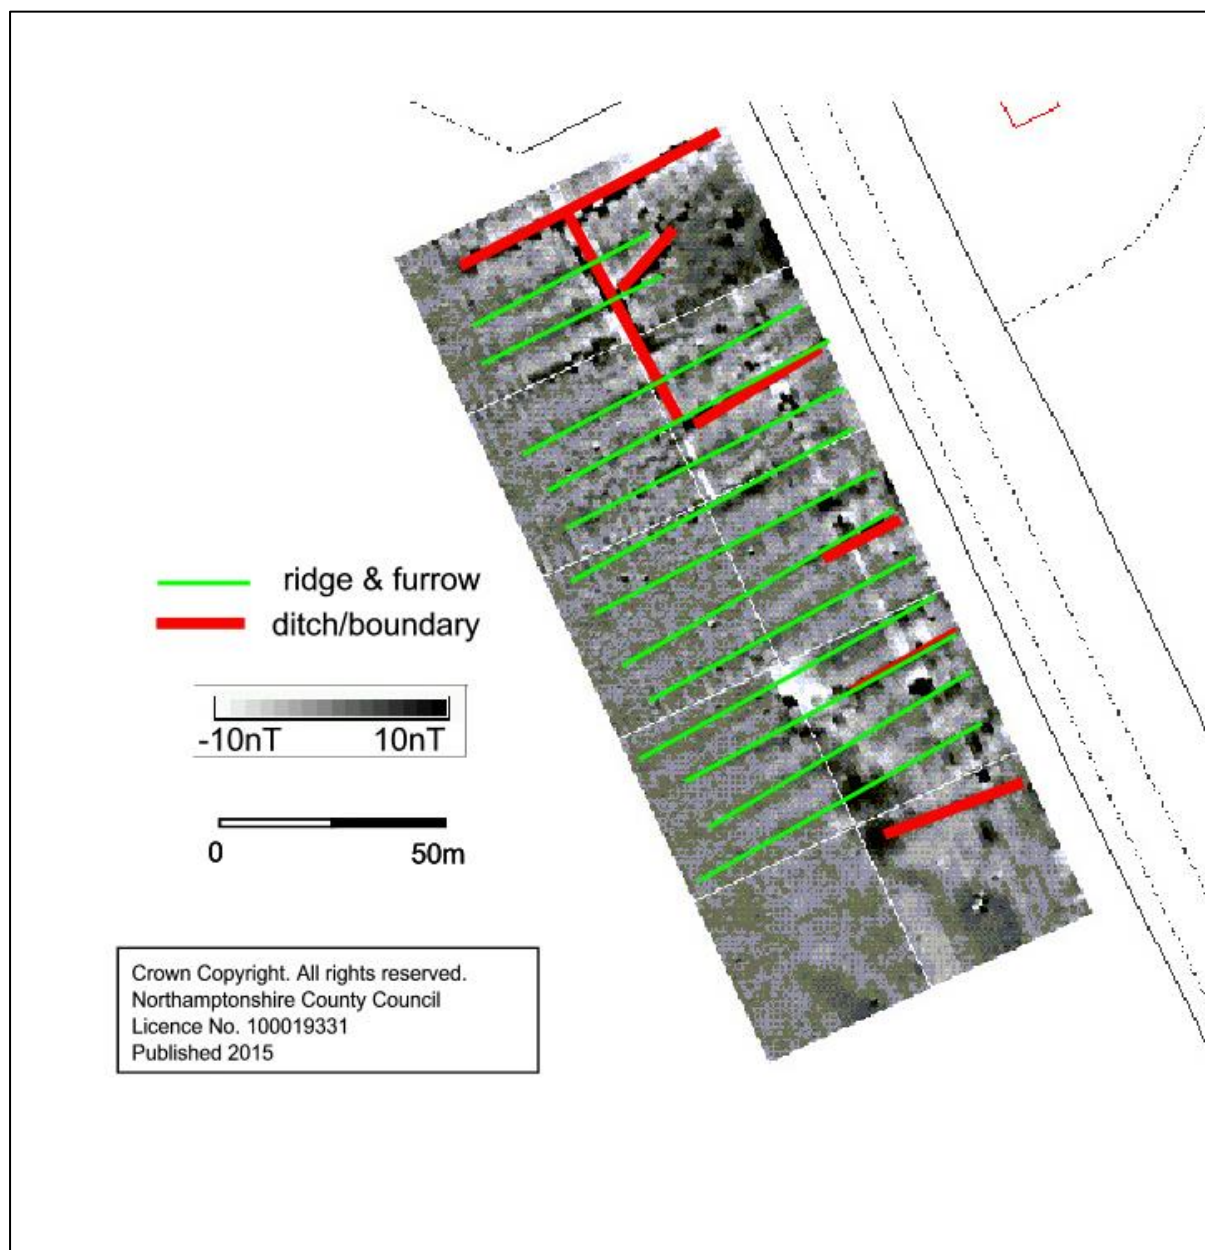 ridge & furrow
ditch/boundary
-10nT 10nT
0 50m
Crown Copyright. All rights reserved.
Northamptonshire County Council
Licence No. 100019331
Published 2015